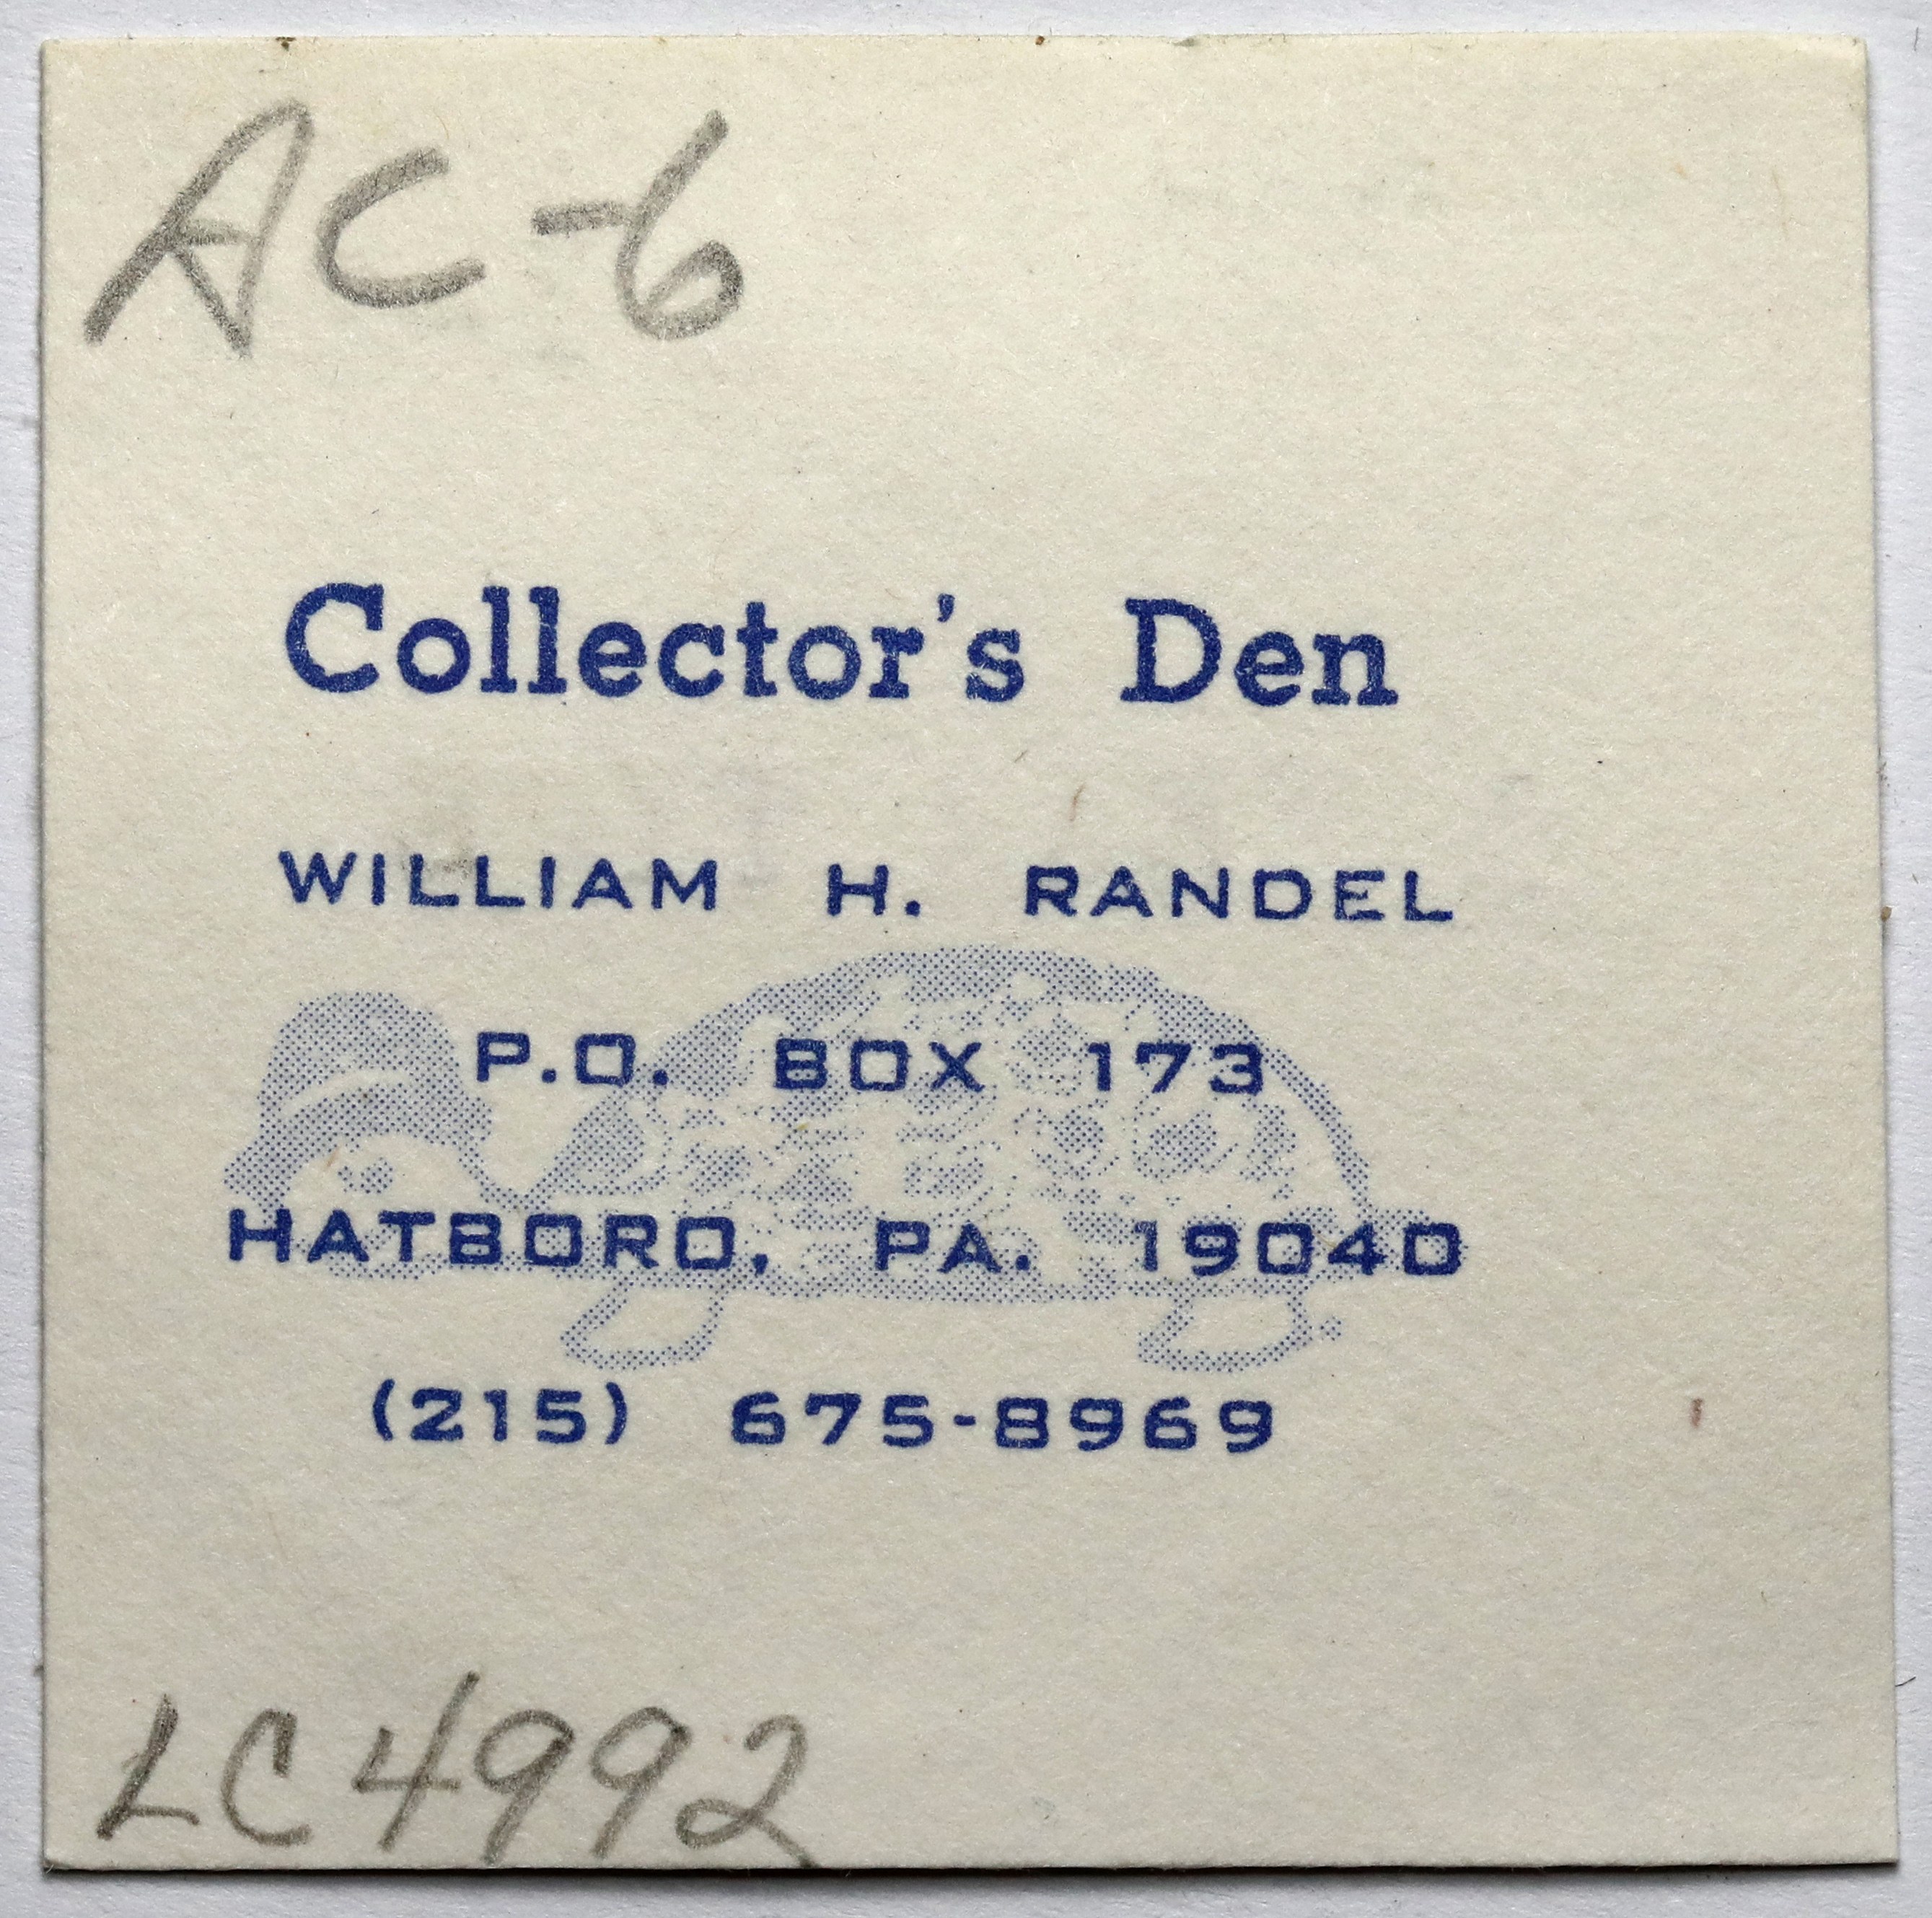 AC-6
Collector's Den
WILLIAM H. RANDEL
P.O. BOX 173
HATBORO, PA. 19040
(215) 675-8969
LC4992